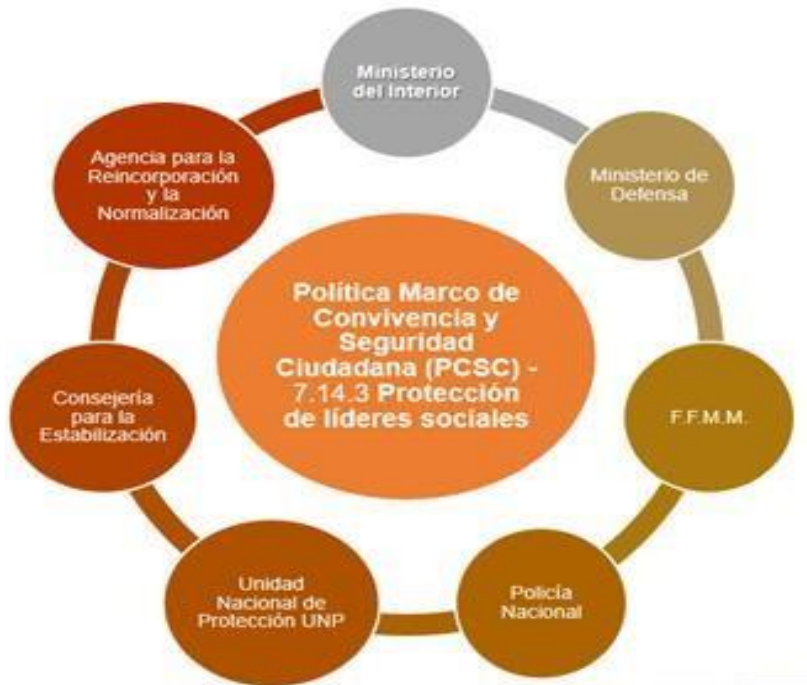 Ministerio
del Interior
Ministerio de
Defensa
F.F.M.M.
Policía
Nacional
Unidad
Nacional de
Protección UNP
Consejería
para la
Estabilización
Agencia para la
Reincorporación
y la
Normalización
Política Marco de
Convivencia y
Seguridad
Ciudadana (PCSC) -
7.14.3 Protección
de líderes sociales